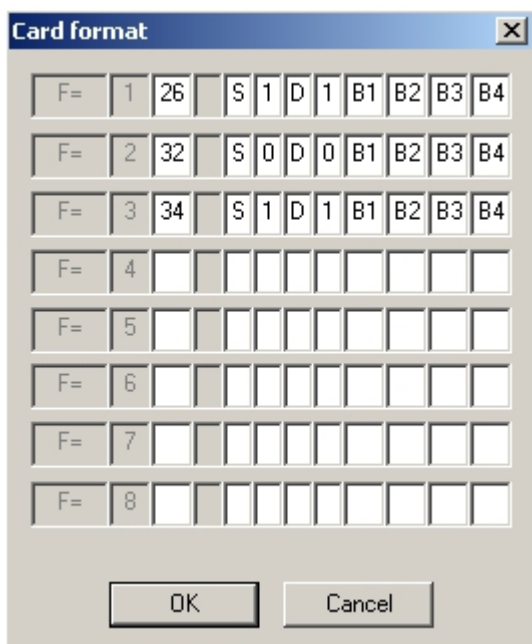 Card format
F= 1 26 S 1 D 1 B1 B2 B3 B4
F= 2 32 S 0 D 0 B1 B2 B3 B4
F= 3 34 S 1 D 1 B1 B2 B3 B4
F= 4
F= 5
F= 6
F= 7
F= 8
OK Cancel